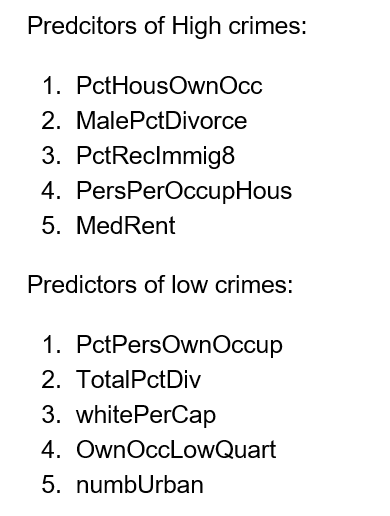 Predcitors of High crimes:
1. PctHousOwnOcc
2. MalePctDivorce
3. PctRecImmig8
4. PersPerOccupHous
5. MedRent
Predictors of low crimes:
1. PctPersOwnOccup
2. TotalPctDiv
3. whitePerCap
4. OwnOccLowQuart
5. numbUrban